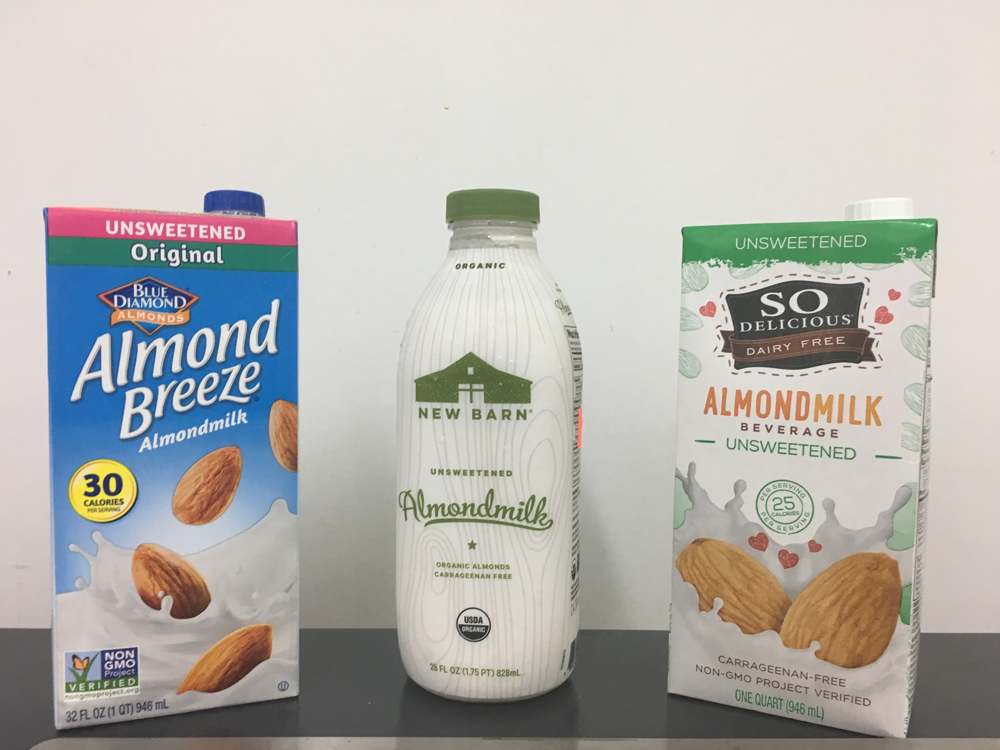 UNSWEETENED
Original
BLUE
DIAMOND
ALMONDS
Almond
Breeze®
Almondmilk
30
CALORIES
PER SERVING
NON
GMO
Project
VERIFIED
nongmoproject.org
32 FL OZ (1 QT) 946 mL
ORGANIC
NEW BARN®
UNSWEETENED
Almondmilk
ORGANIC ALMONDS
CARRAGEENAN FREE
USDA
ORGANIC
28 FL OZ (1.75 PT) 828mL
UNSWEETENED
SO
DELICIOUS®
DAIRY FREE
ALMONDMILK
BEVERAGE
UNSWEETENED
PER SERVING
25
CALORIES
PER SERVING
CARRAGEENAN-FREE
NON-GMO PROJECT VERIFIED
ONE QUART (946 mL)